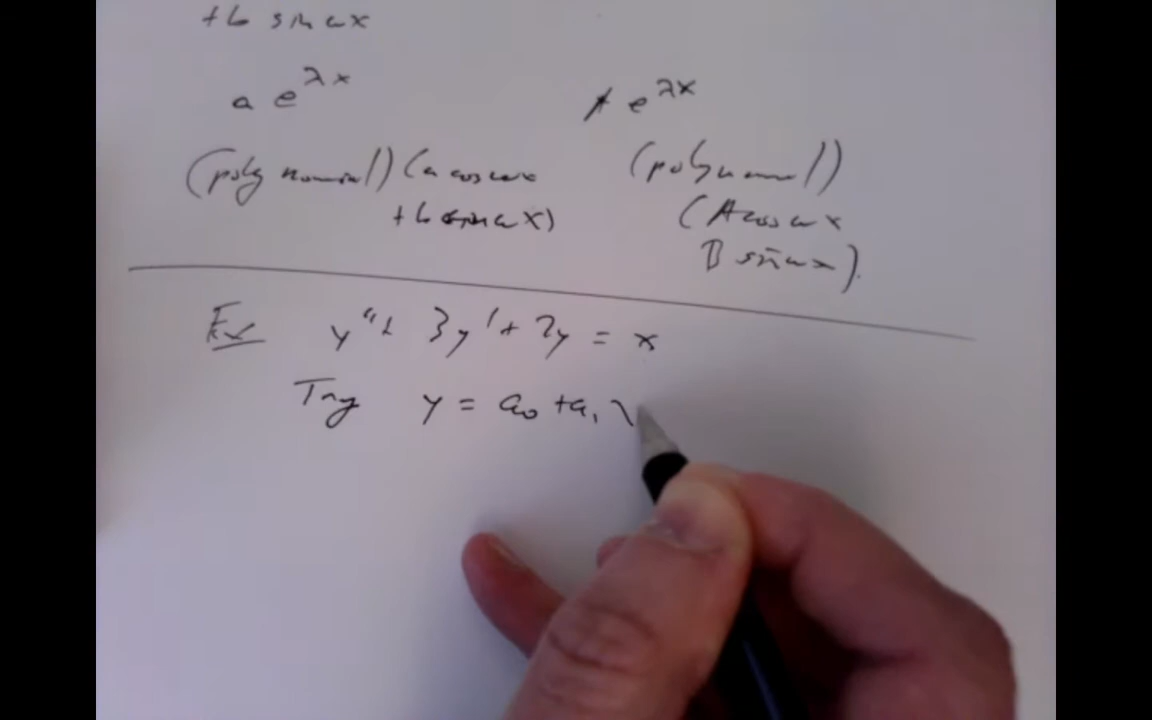 +b sin ωx
a e^{λx} A e^{λx}
(polynomial) (a cos ωx (polynomial)
+ b sin ωx) (A cos ωx
B sin ωx).
Ex y'' + 3y' + 2y = x
Try y = a₀ + a₁